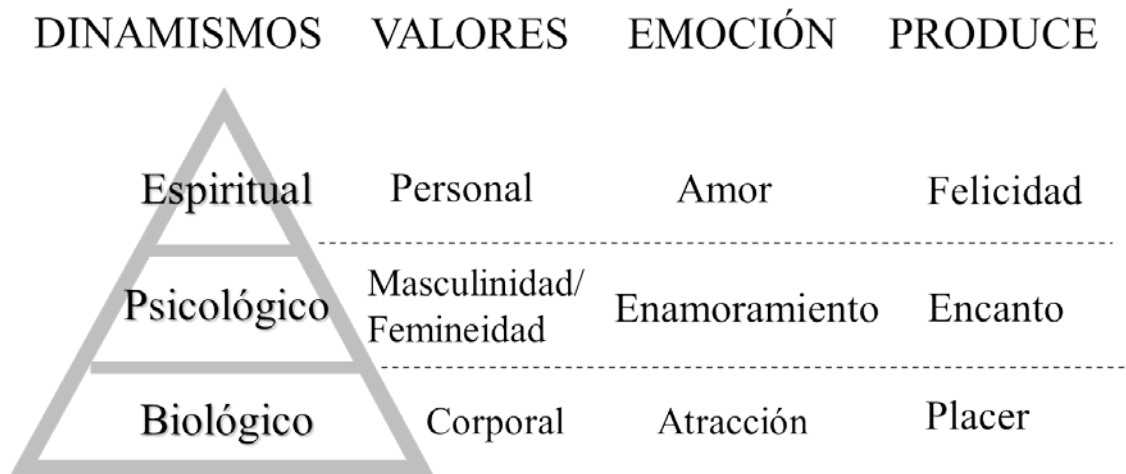 DINAMISMOS VALORES EMOCIÓN PRODUCE
Espiritual Personal Amor Felicidad
Psicológico Masculinidad/ Enamoramiento Encanto
Femineidad
Biológico Corporal Atracción Placer